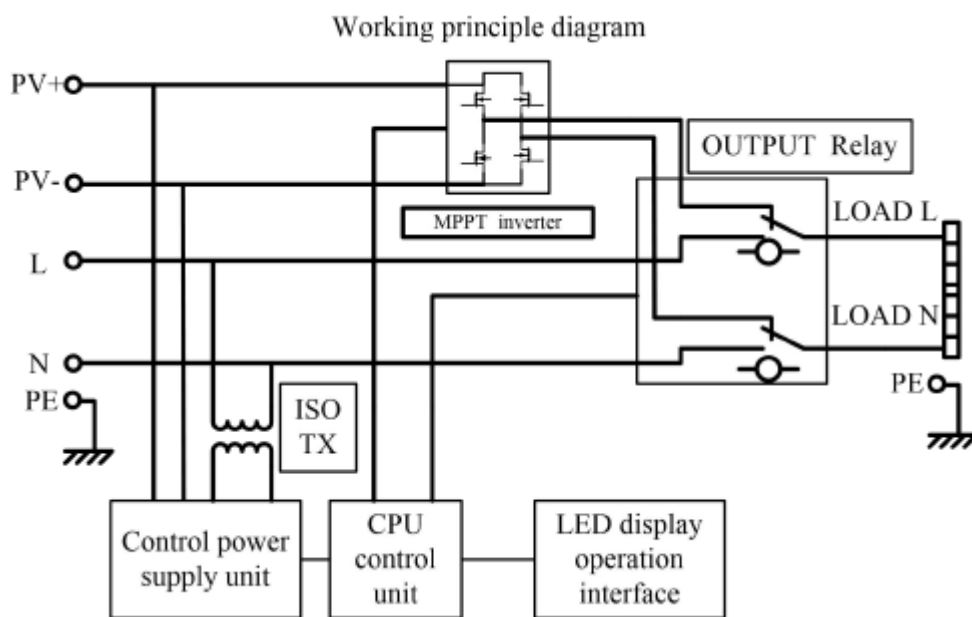 Working principle diagram
PV+
PV-
OUTPUT Relay
MPPT inverter
LOAD L
L
LOAD N
N
PE
PE
ISO
TX
Control power
supply unit
CPU
control
unit
LED display
operation
interface